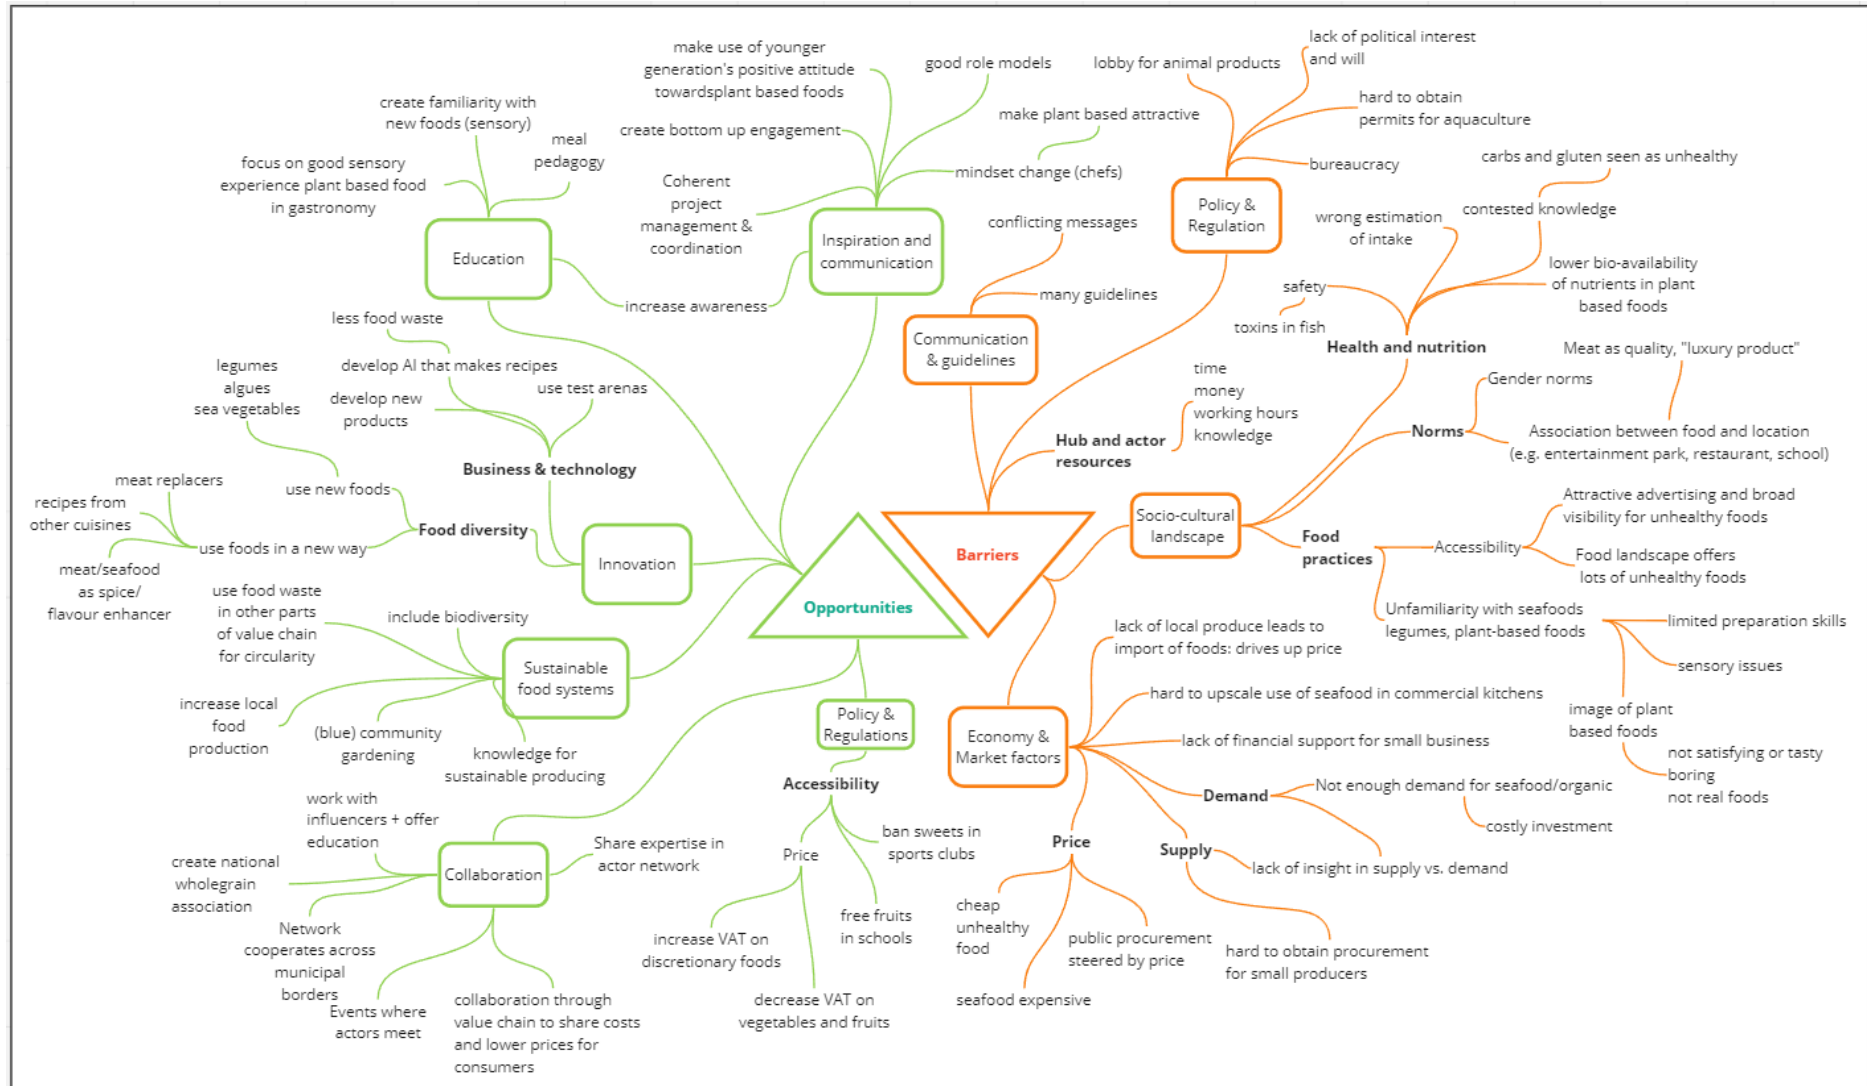 make use of younger
generation's positive attitude
towardsplant based foods
good role models
create familiarity with
new foods (sensory)
meal
pedagogy
create bottom up engagement
make plant based attractive
mindset change (chefs)
focus on good sensory
experience plant based food
in gastronomy
Coherent
project
management &
coordination
Education
Inspiration and
communication
increase awareness
less food waste
develop AI that makes recipes
develop new
products
use test arenas
Business & technology
legumes
algues
sea vegetables
use new foods
meat replacers
recipes from
other cuisines
Food diversity
use foods in a new way
meat/seafood
as spice/
flavour enhancer
Innovation
use food waste
in other parts
of value chain
for circularity
include biodiversity
Sustainable
food systems
increase local
food
production
(blue) community
gardening
knowledge for
sustainable producing
Opportunities
work with
influencers + offer
education
create national
wholegrain
association
Collaboration
Share expertise in
actor network
Network
cooperates across
municipal
borders
Events where
actors meet
collaboration through
value chain to share costs
and lower prices for
consumers
Policy &
Regulations
Accessibility
Price
ban sweets in
sports clubs
free fruits
in schools
increase VAT on
discretionary foods
decrease VAT on
vegetables and fruits
lack of political interest
and will
lobby for animal products
hard to obtain
permits for aquaculture
bureaucracy
Policy &
Regulation
conflicting messages
many guidelines
Communication
& guidelines
carbs and gluten seen as unhealthy
contested knowledge
wrong estimation
of intake
lower bio-availability
of nutrients in plant
based foods
safety
toxins in fish
Health and nutrition
time
money
working hours
knowledge
Hub and actor
resources
Meat as quality, "luxury product"
Gender norms
Norms
Association between food and location
(e.g. entertainment park, restaurant, school)
Barriers
Socio-cultural
landscape
Food
practices
Accessibility
Attractive advertising and broad
visibility for unhealthy foods
Food landscape offers
lots of unhealthy foods
Unfamiliarity with seafoods
legumes, plant-based foods
limited preparation skills
sensory issues
image of plant
based foods
not satisfying or tasty
boring
not real foods
lack of local produce leads to
import of foods: drives up price
hard to upscale use of seafood in commercial kitchens
lack of financial support for small business
Economy &
Market factors
Demand
Not enough demand for seafood/organic
costly investment
lack of insight in supply vs. demand
Supply
hard to obtain procurement
for small producers
Price
cheap
unhealthy
food
public procurement
steered by price
seafood expensive